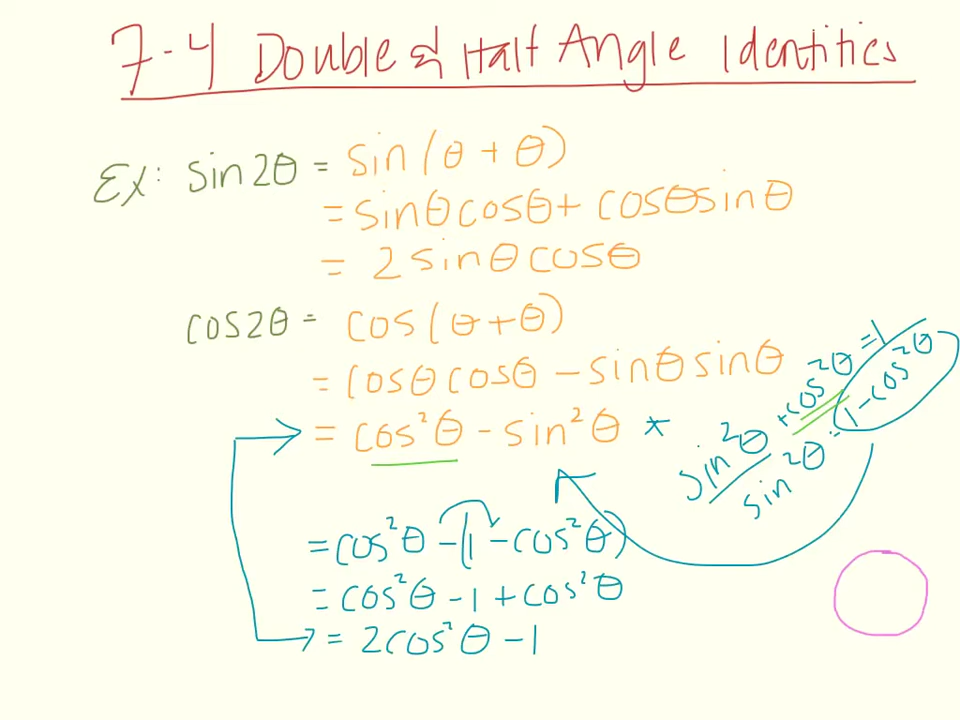 7-4 Double & Half Angle Identities
Ex: sin2θ = sin(θ + θ)
= sinθcosθ + cosθsinθ
= 2sinθcosθ
cos2θ = cos(θ+θ)
= cosθcosθ - sinθsinθ
= cos²θ - sin²θ *
sin²θ + cos²θ = 1
sin²θ = 1 - cos²θ
= cos²θ - (1 - cos²θ)
= cos²θ - 1 + cos²θ
= 2cos²θ - 1